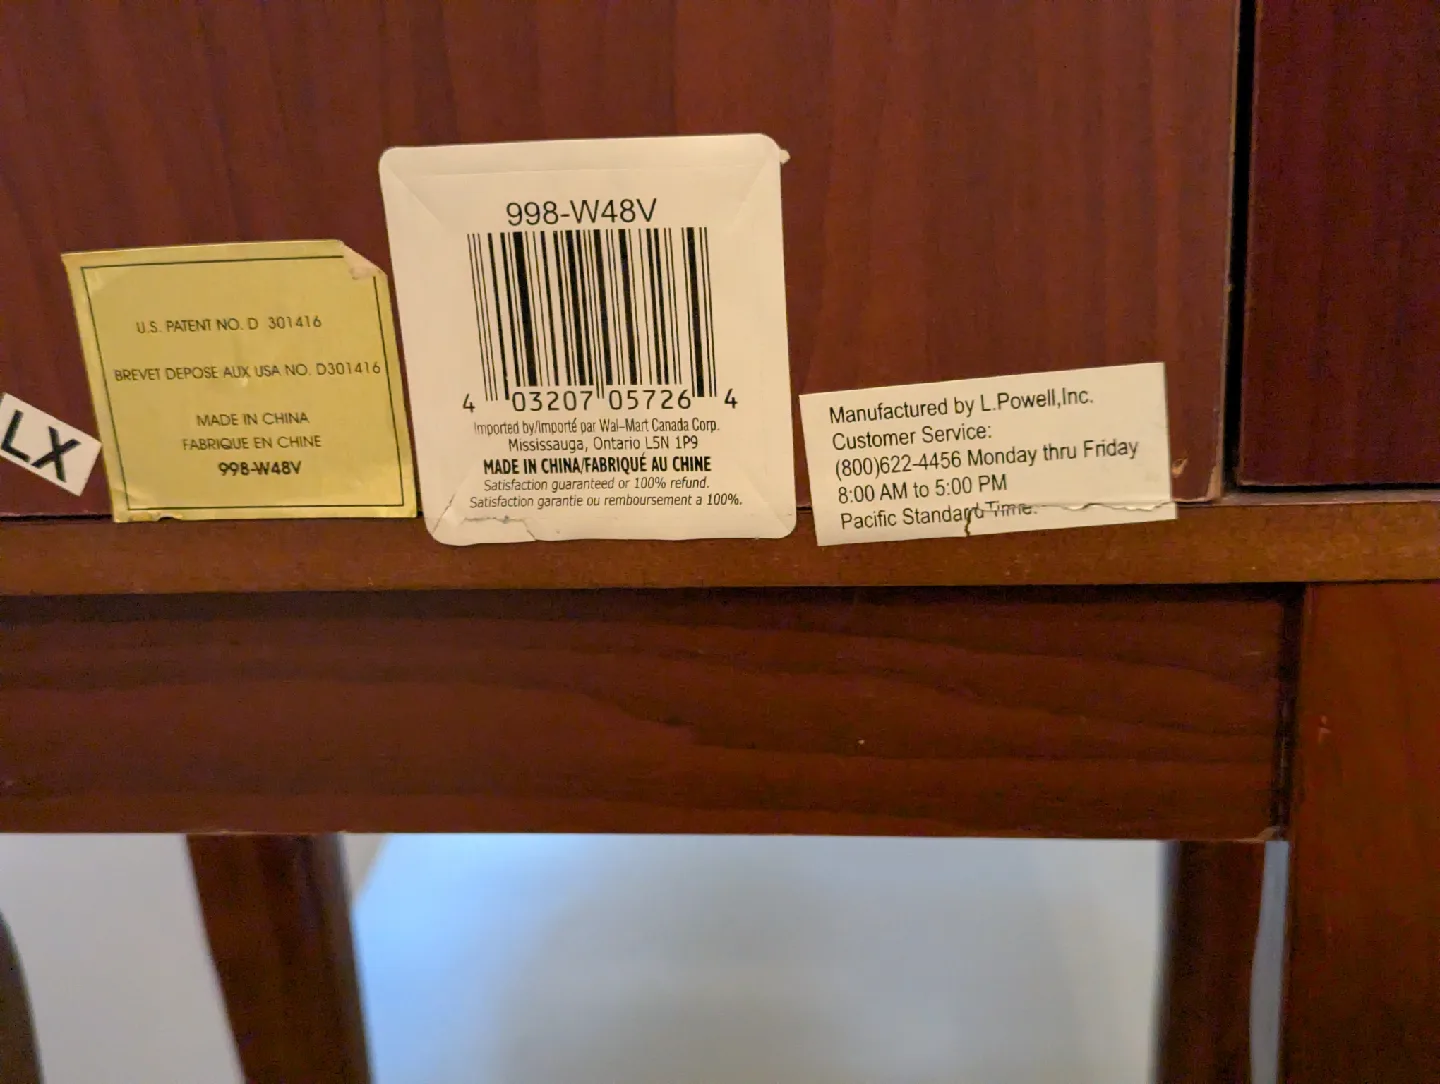 LX
U.S. PATENT NO. D 301416
BREVET DEPOSE AUX USA NO. D301416
MADE IN CHINA
FABRIQUE EN CHINE
998-W48V
998-W48V
4 03207 05726 4
Imported by/Importé par Wal-Mart Canada Corp.
Mississauga, Ontario L5N 1P9
MADE IN CHINA/FABRIQUÉ AU CHINE
Satisfaction guaranteed or 100% refund.
Satisfaction garantie ou remboursement a 100%.
Manufactured by L.Powell,Inc.
Customer Service:
(800)622-4456 Monday thru Friday
8:00 AM to 5:00 PM
Pacific Standard Time.